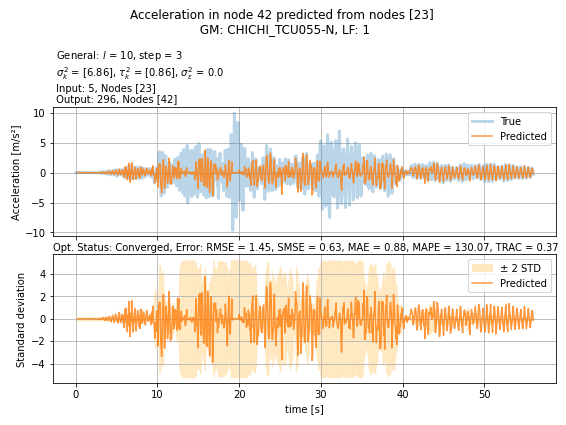 Acceleration in node 42 predicted from nodes [23]
GM: CHICHI_TCU055-N, LF: 1
General: l = 10, step = 3
σ²ₖ = [6.86], τ²ₖ = [0.86], σ²ε = 0.0
Input: 5, Nodes [23]
Output: 296, Nodes [42]
Acceleration [m/s²]
10
5
0
−5
−10
True
Predicted
Opt. Status: Converged, Error: RMSE = 1.45, SMSE = 0.63, MAE = 0.88, MAPE = 130.07, TRAC = 0.37
Standard deviation
4
2
0
−2
−4
± 2 STD
Predicted
0 10 20 30 40 50
time [s]